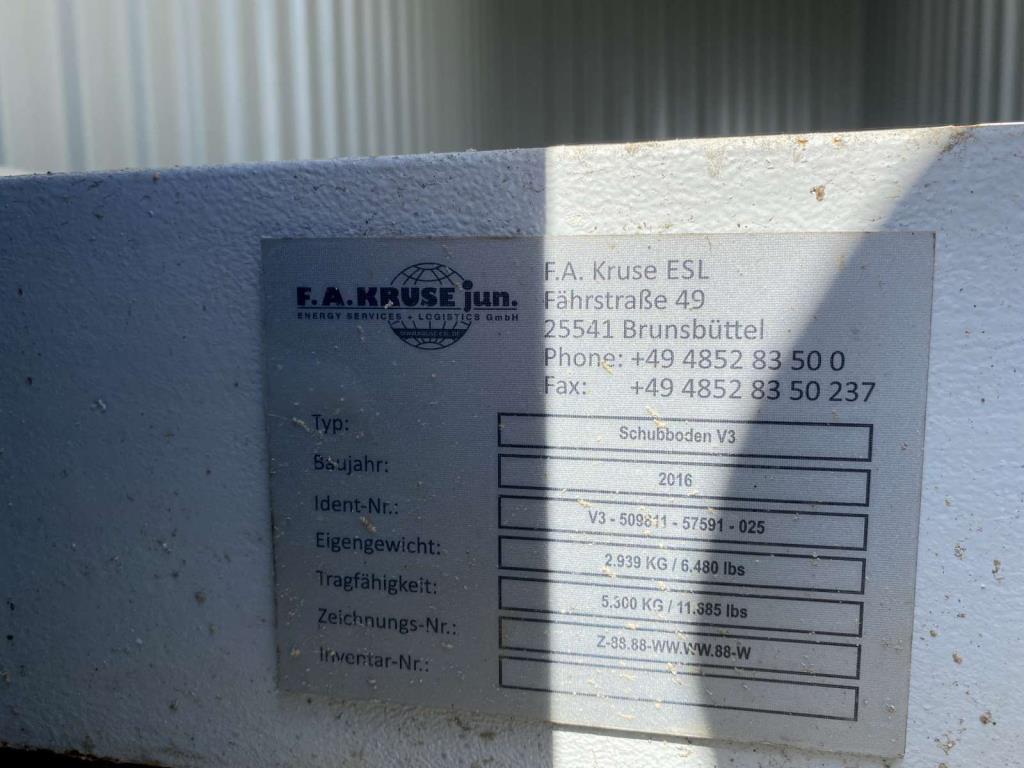 F.A.KRUSE jun.
ENERGY SERVICES + LOGISTICS GmbH
F.A. Kruse ESL
Fährstraße 49
25541 Brunsbüttel
Phone: +49 4852 83 50 0
Fax: +49 4852 83 50 237
Typ: Schubboden V3
Baujahr: 2016
Ident-Nr.: V3 - 509811 - 57591 - 025
Eigengewicht: 2.939 KG / 6.480 lbs
Tragfähigkeit: 5.300 KG / 11.685 lbs
Zeichnungs-Nr.: Z-88.88-WW.WW.88-W
Inventar-Nr.: